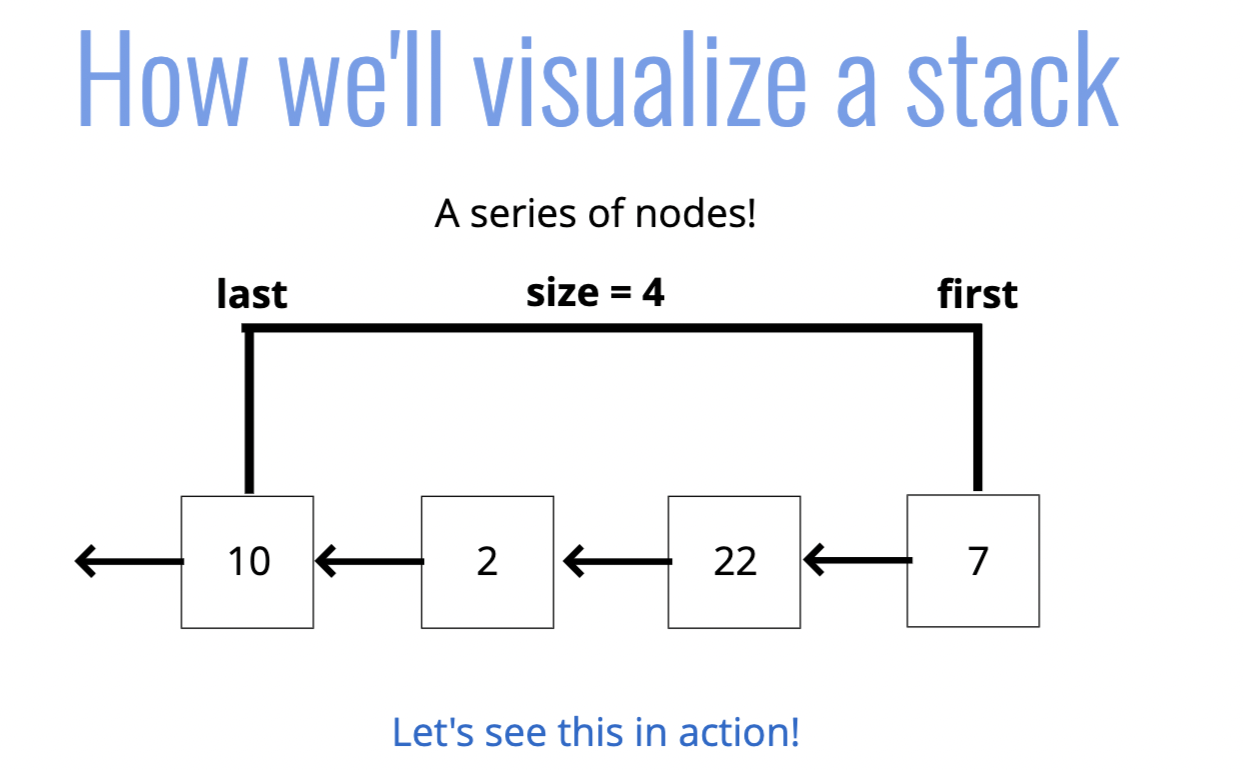 How we'll visualize a stack
A series of nodes!
last size = 4 first
10 2 22 7
Let's see this in action!